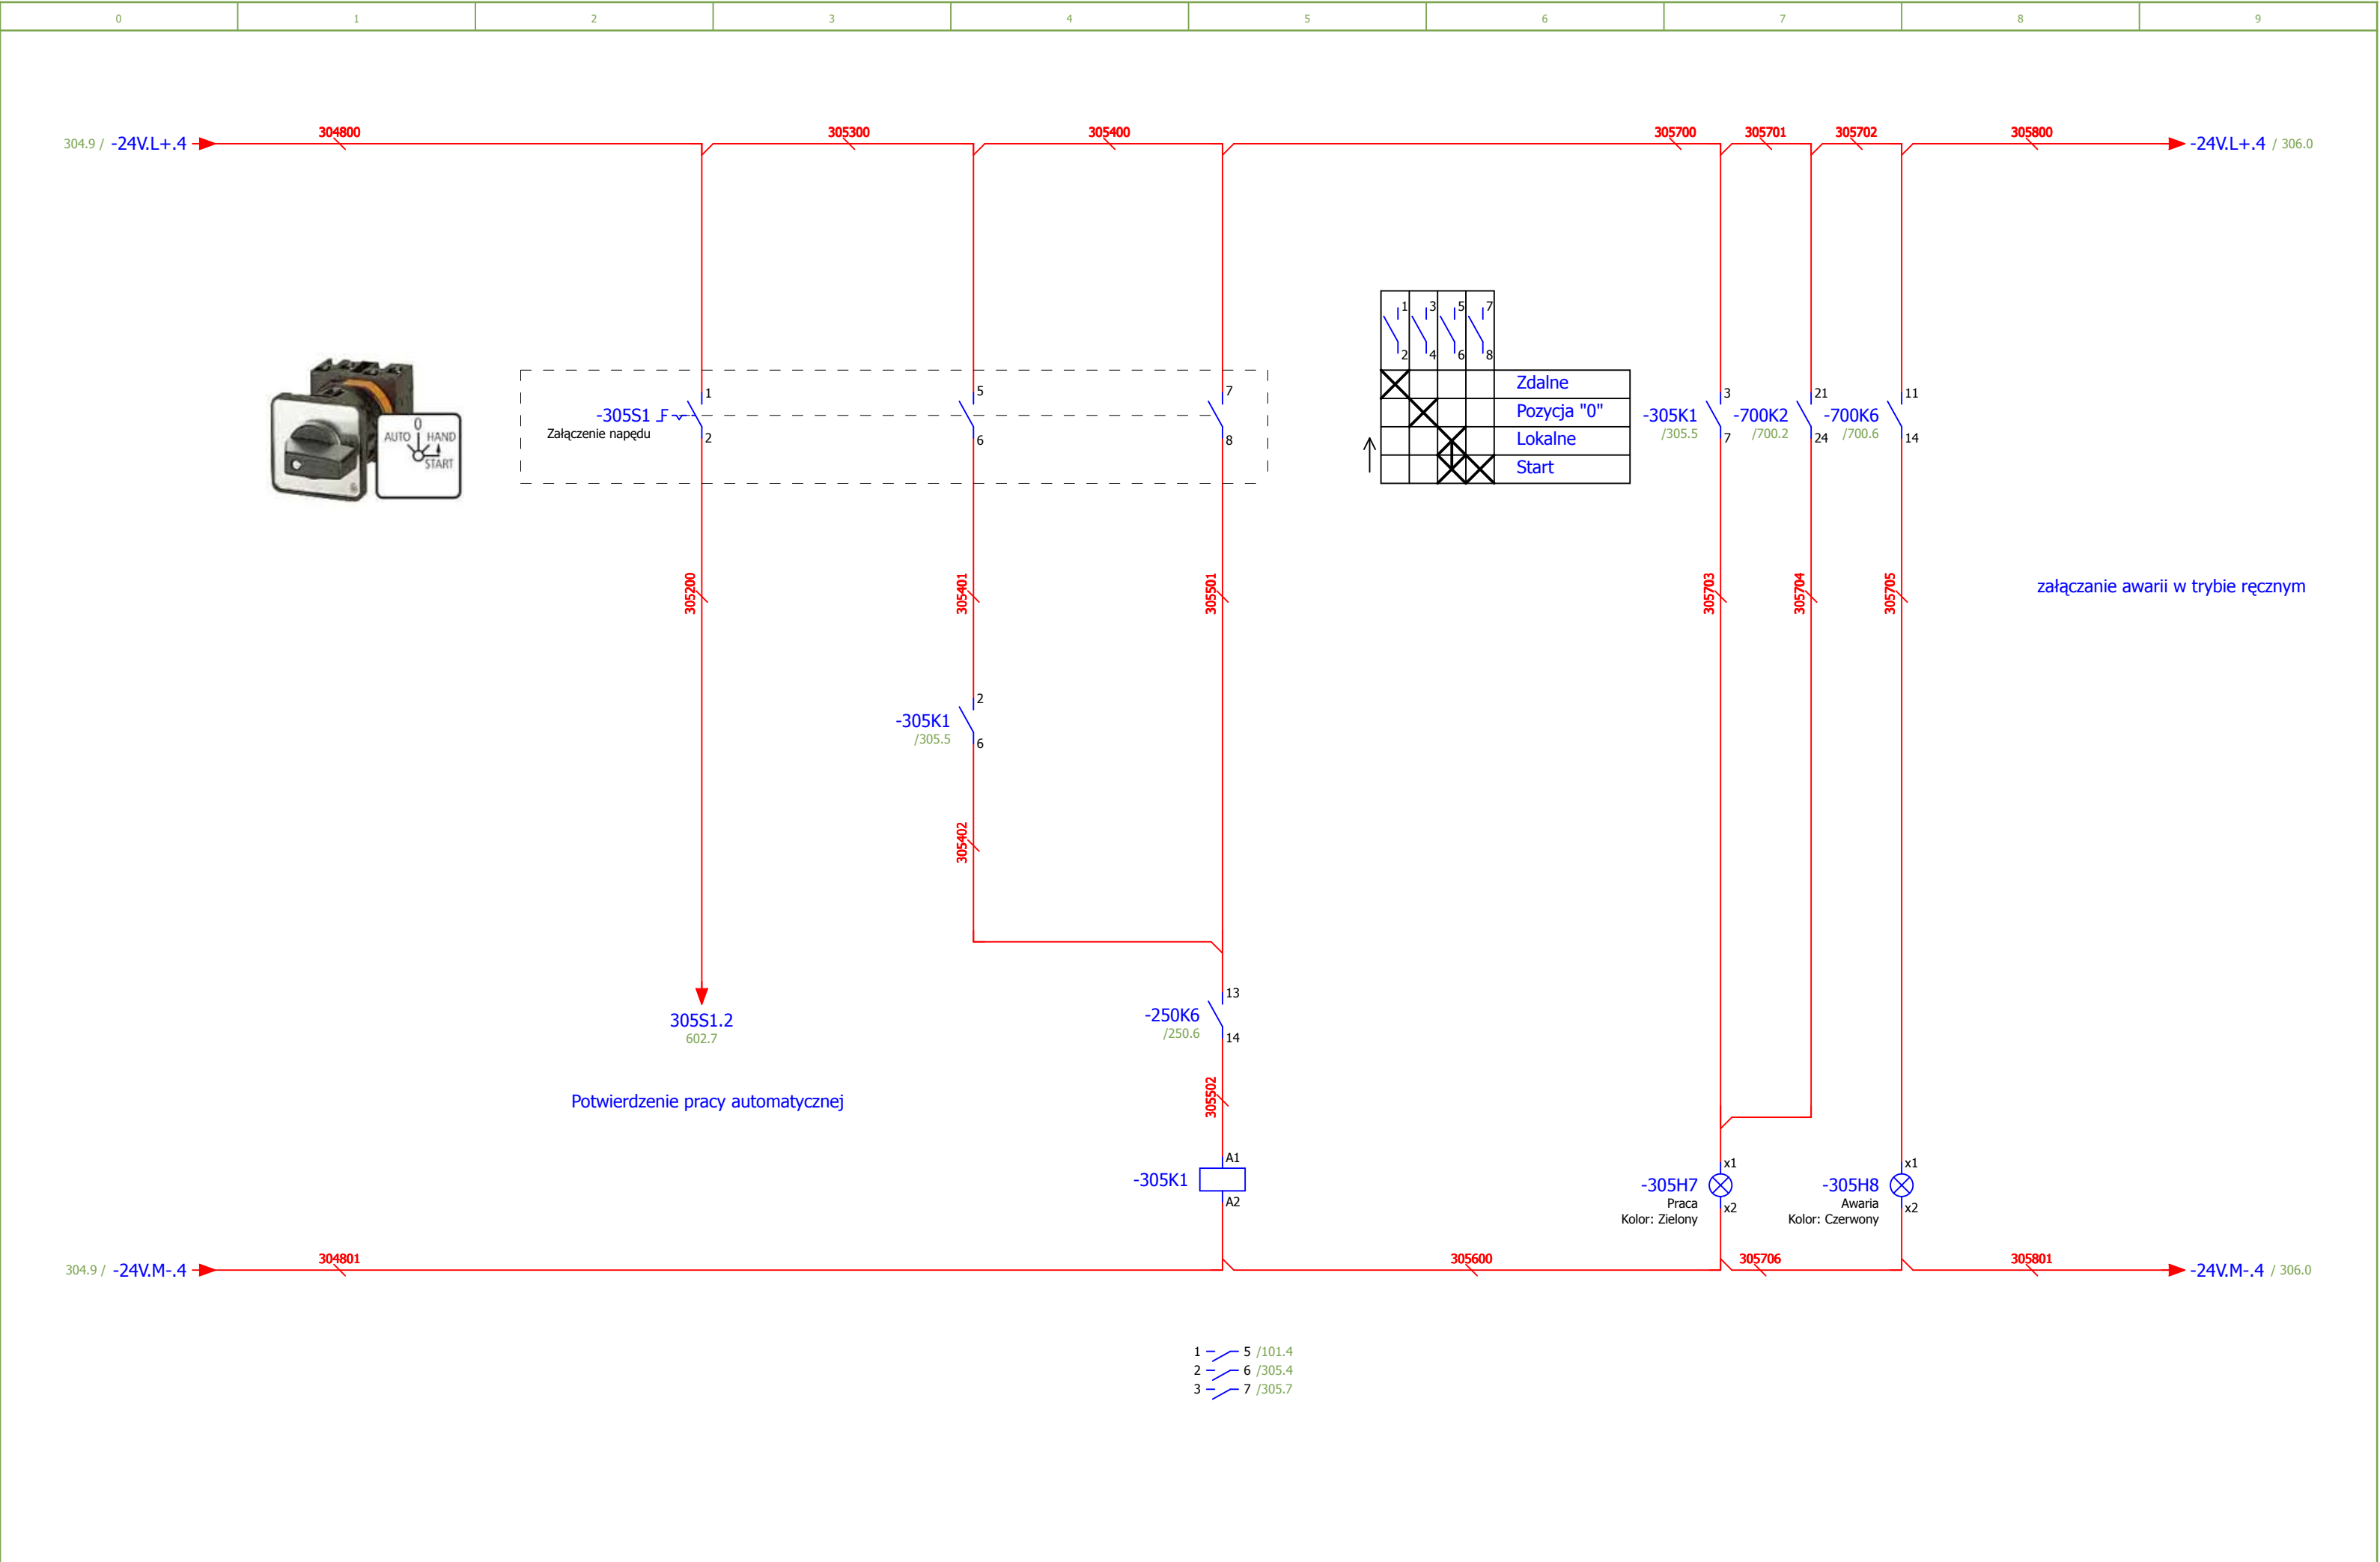 0 1 2 3 4 5 6 7 8 9
304.9 / -24V.L+.4
304800
305300
305400
305700
305701
305702
305800
-24V.L+.4 / 306.0
0
AUTO HAND
START
-305S1
Załączenie napędu
1
2
5
6
7
8
1 3 5 7
2 4 6 8
Zdalne
Pozycja "0"
Lokalne
Start
-305K1
/305.5
3
7
-700K2
/700.2
21
24
-700K6
/700.6
11
14
305200
305401
305501
305703
305704
305705
załączanie awarii w trybie ręcznym
-305K1
/305.5
2
6
305402
305S1.2
602.7
-250K6
/250.6
13
14
Potwierdzenie pracy automatycznej
305502
-305K1
A1
A2
-305H7
Praca
Kolor: Zielony
x1
x2
-305H8
Awaria
Kolor: Czerwony
x1
x2
304.9 / -24V.M-.4
304801
305600
305706
305801
-24V.M-.4 / 306.0
1 5 /101.4
2 6 /305.4
3 7 /305.7